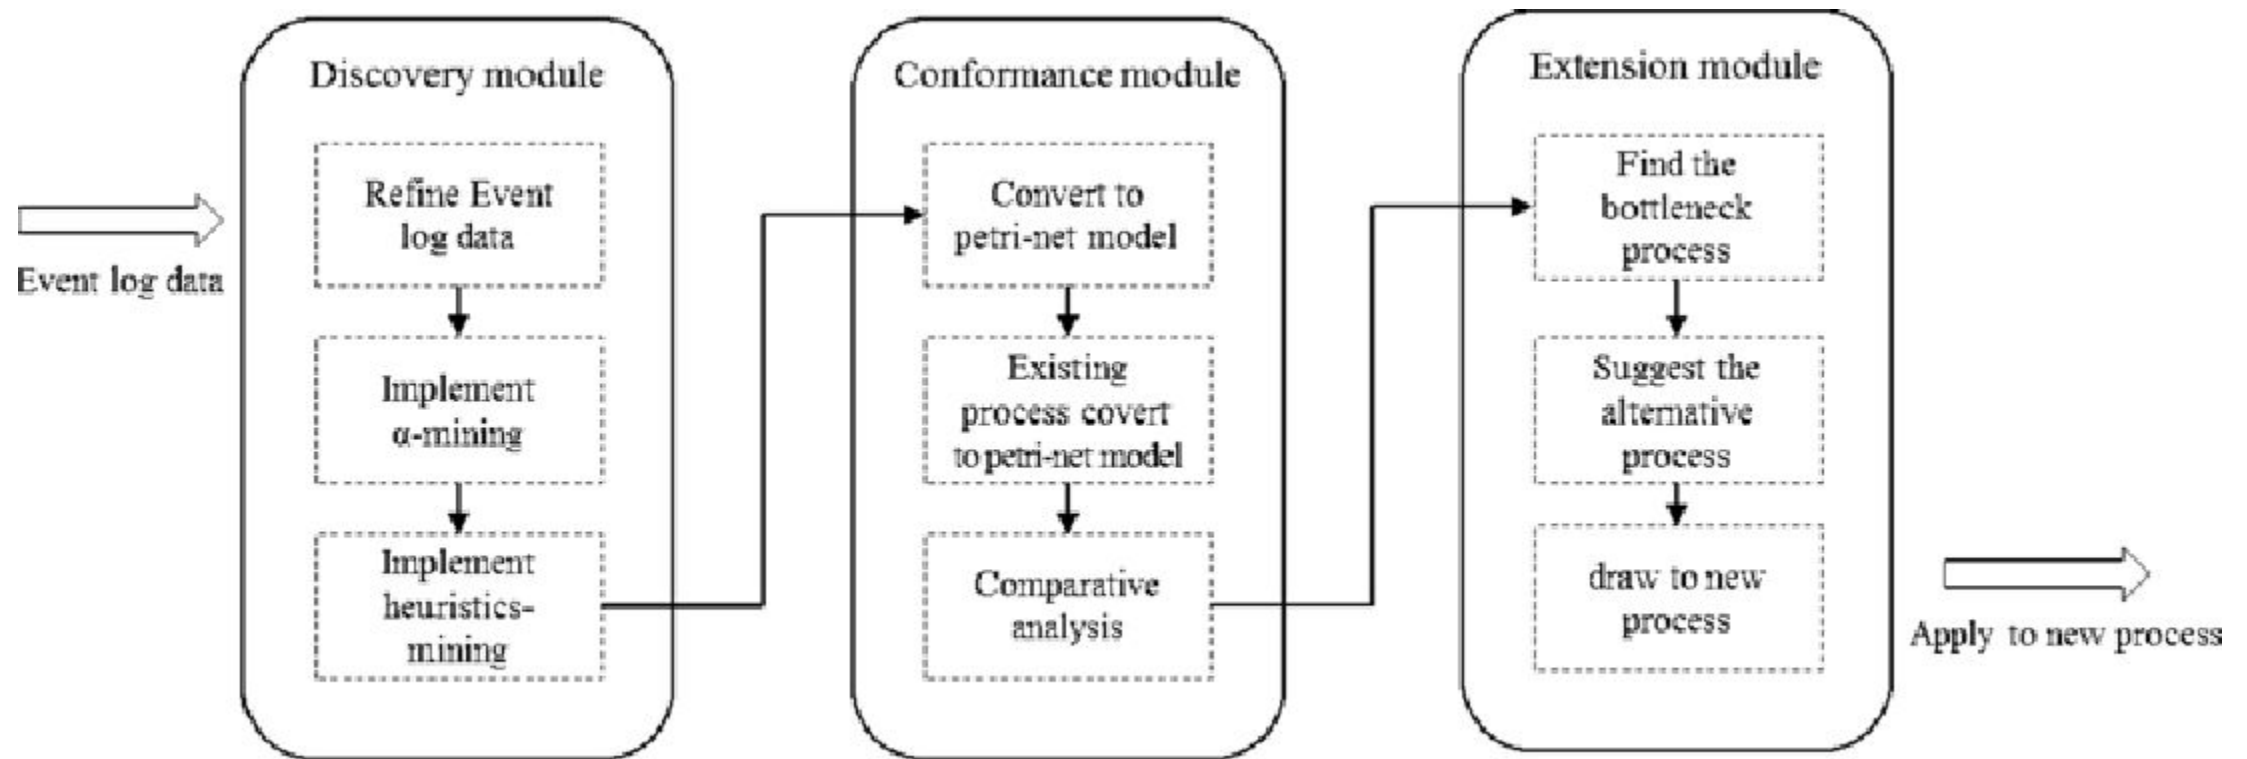 Event log data
Discovery module
Refine Event
log data
Implement
α-mining
Implement
heuristics-
mining
Conformance module
Convert to
petri-net model
Existing
process covert
to petri-net model
Comparative
analysis
Extension module
Find the
bottleneck
process
Suggest the
alternative
process
draw to new
process
Apply to new process